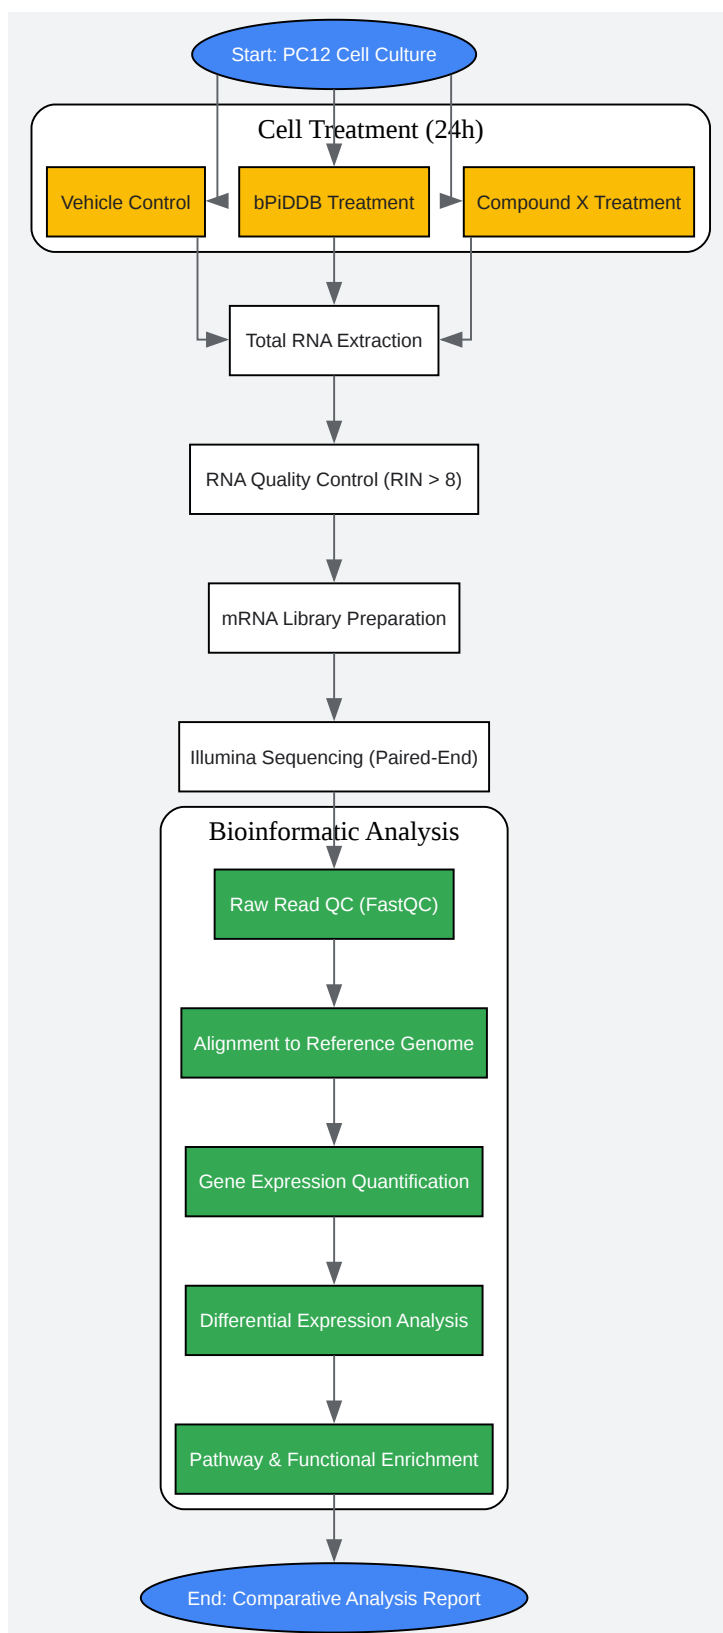 Start: PC12 Cell Culture
Cell Treatment (24h)
Vehicle Control
bPiDDB Treatment
Compound X Treatment
Total RNA Extraction
RNA Quality Control (RIN > 8)
mRNA Library Preparation
Illumina Sequencing (Paired-End)
Bioinformatic Analysis
Raw Read QC (FastQC)
Alignment to Reference Genome
Gene Expression Quantification
Differential Expression Analysis
Pathway & Functional Enrichment
End: Comparative Analysis Report